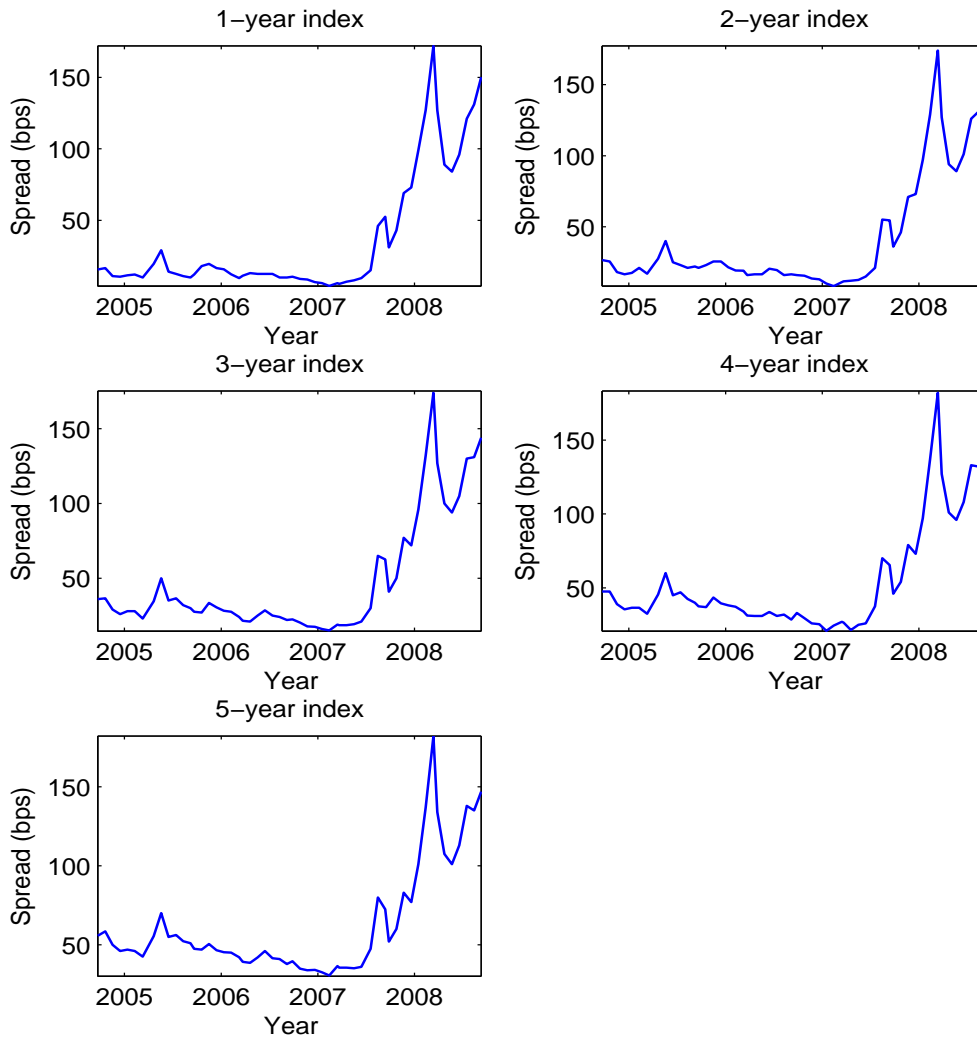 1−year index
Spread (bps)
150
100
50
2005 2006 2007 2008
Year
2−year index
Spread (bps)
150
100
50
2005 2006 2007 2008
Year
3−year index
Spread (bps)
150
100
50
2005 2006 2007 2008
Year
4−year index
Spread (bps)
150
100
50
2005 2006 2007 2008
Year
5−year index
Spread (bps)
150
100
50
2005 2006 2007 2008
Year